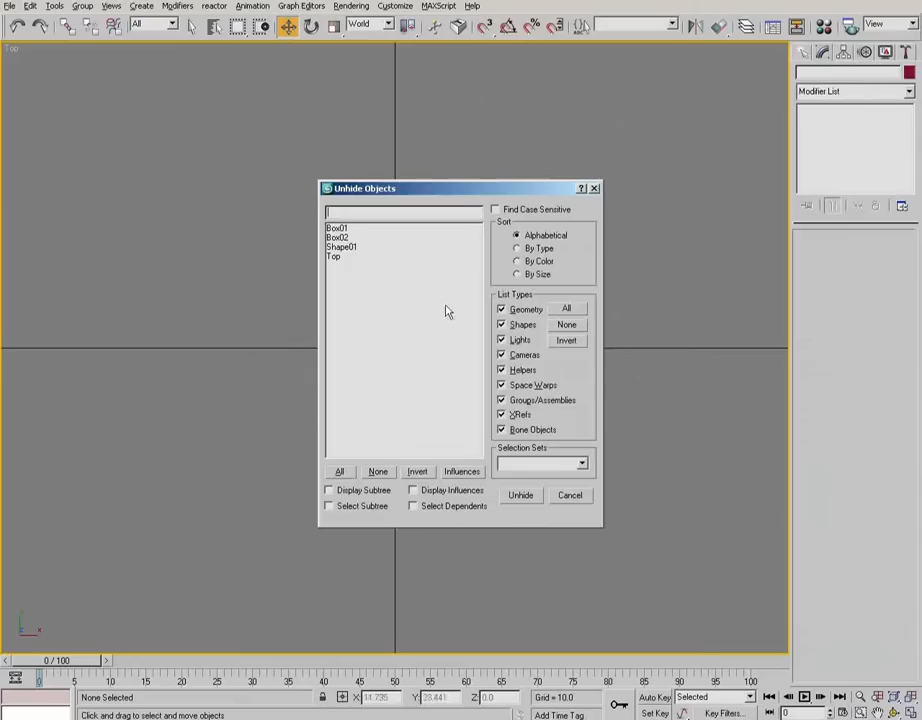 File Edit Tools Group Views Create Modifiers reactor Animation Graph Editors Rendering Customize MAXScript Help
All World View
Top
Modifier List
Unhide Objects
Find Case Sensitive
Sort
Alphabetical
By Type
By Color
By Size
Box01
Box02
Shape01
Top
List Types
Geometry All
Shapes None
Lights Invert
Cameras
Helpers
Space Warps
Groups/Assemblies
XRefs
Bone Objects
Selection Sets
All None Invert Influences
Display Subtree Display Influences Unhide Cancel
Select Subtree Select Dependents
0 / 100
0 5 10 15 20 25 30 35 40 45 50 55 60 65 70 75 80 85 90 95 100
None Selected X: Y: Z: 0.0 Grid = 10.0 Auto Key Selected
Click and drag to select and move objects Add Time Tag Set Key Key Filters... 0